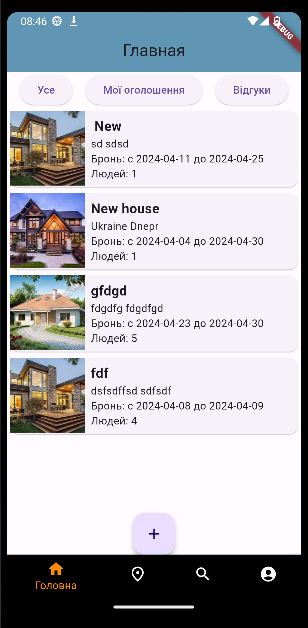 08:46
DEBUG
Главная
Усе
Мої оголошення
Відгуки
New
sd sdsd
Бронь: с 2024-04-11 до 2024-04-25
Людей: 1
New house
Ukraine Dnepr
Бронь: с 2024-04-04 до 2024-04-30
Людей: 1
gfdgd
fdgdfg fdgdfgd
Бронь: с 2024-04-23 до 2024-04-30
Людей: 5
fdf
dsfsdffsd sdfsdf
Бронь: с 2024-04-08 до 2024-04-09
Людей: 4
+
Головна